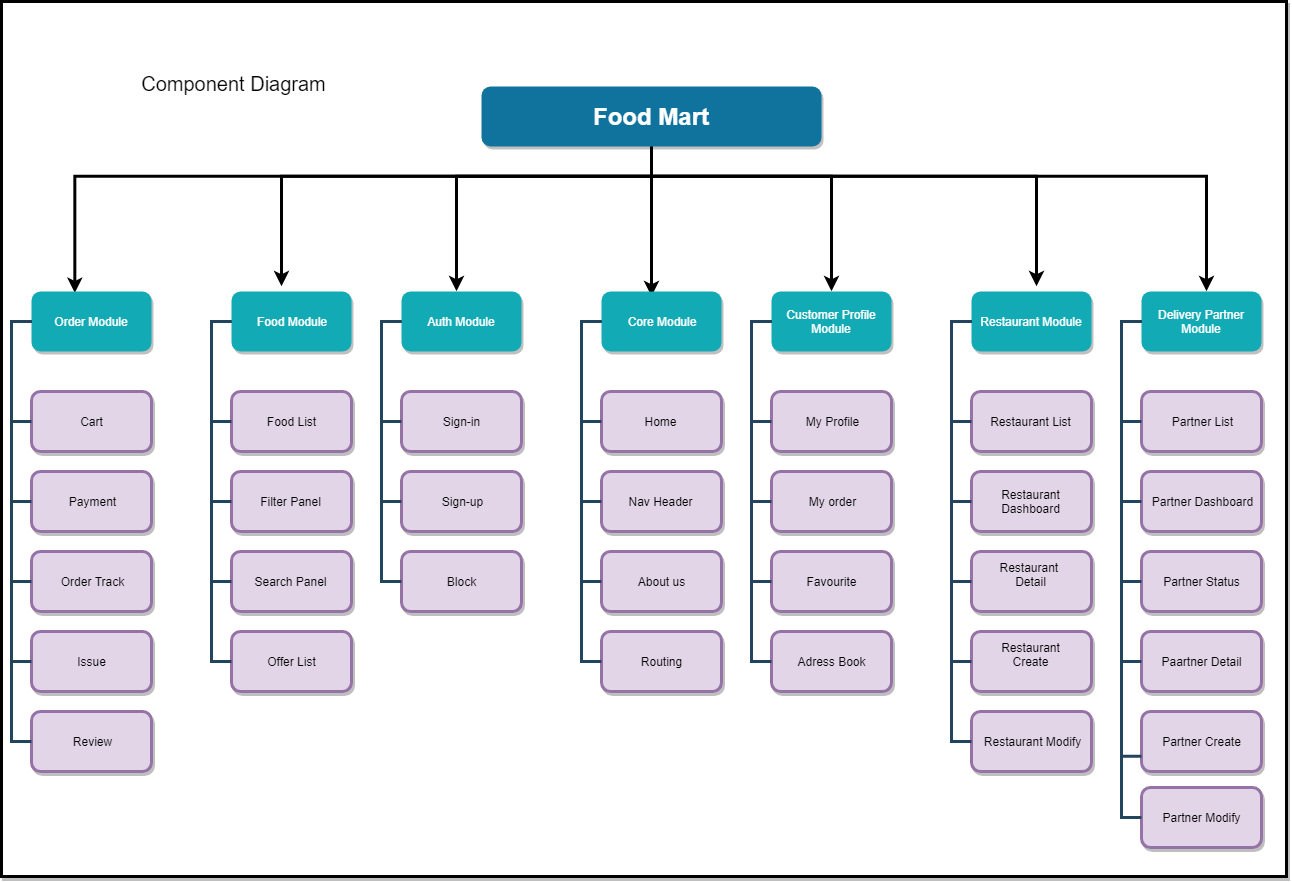 Component Diagram
Food Mart
Order Module
Food Module
Auth Module
Core Module
Customer Profile
Module
Restaurant Module
Delivery Partner
Module
Cart
Payment
Order Track
Issue
Review
Food List
Filter Panel
Search Panel
Offer List
Sign-in
Sign-up
Block
Home
Nav Header
About us
Routing
My Profile
My order
Favourite
Adress Book
Restaurant List
Restaurant
Dashboard
Restaurant
Detail
Restaurant
Create
Restaurant Modify
Partner List
Partner Dashboard
Partner Status
Paartner Detail
Partner Create
Partner Modify